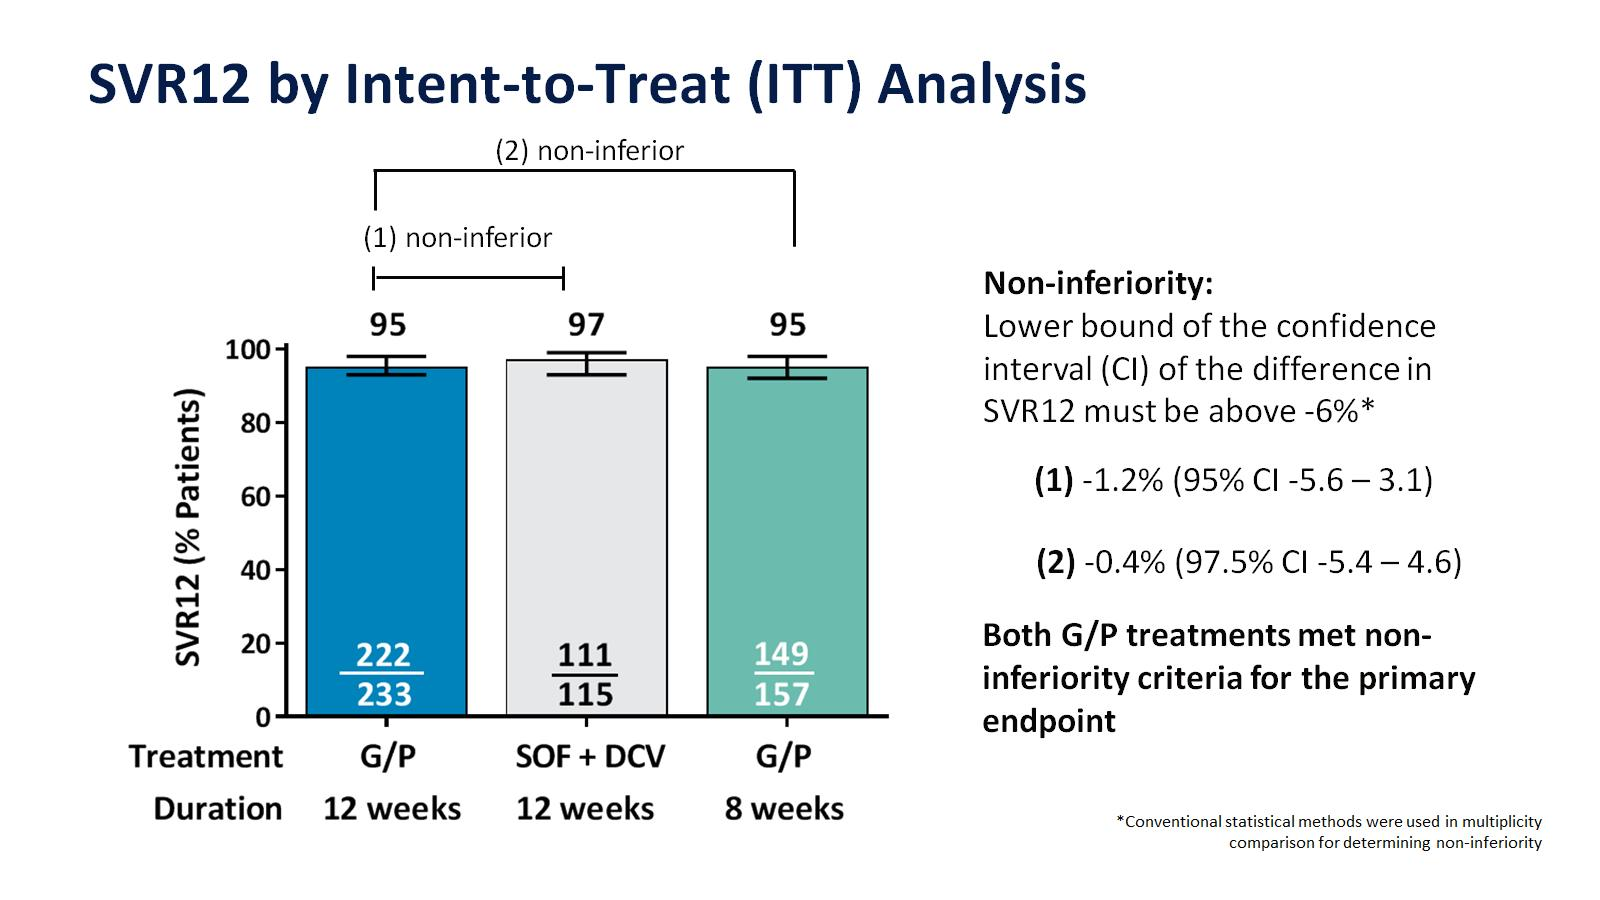 SVR12 by Intent-to-Treat (ITT) Analysis
(2) non-inferior
(1) non-inferior
95
97
95
SVR12 (% Patients)
100
80
60
40
20
0
222
233
111
115
149
157
Treatment G/P SOF + DCV G/P
Duration 12 weeks 12 weeks 8 weeks
Non-inferiority:
Lower bound of the confidence
interval (CI) of the difference in
SVR12 must be above -6%*
(1) -1.2% (95% CI -5.6 – 3.1)
(2) -0.4% (97.5% CI -5.4 – 4.6)
Both G/P treatments met non-
inferiority criteria for the primary
endpoint
*Conventional statistical methods were used in multiplicity
comparison for determining non-inferiority